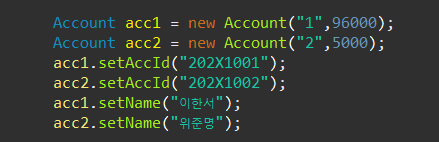 Account acc1 = new Account("1",96000);
Account acc2 = new Account("2",5000);
acc1.setAccId("202X1001");
acc2.setAccId("202X1002");
acc1.setName("이한서");
acc2.setName("위준명");